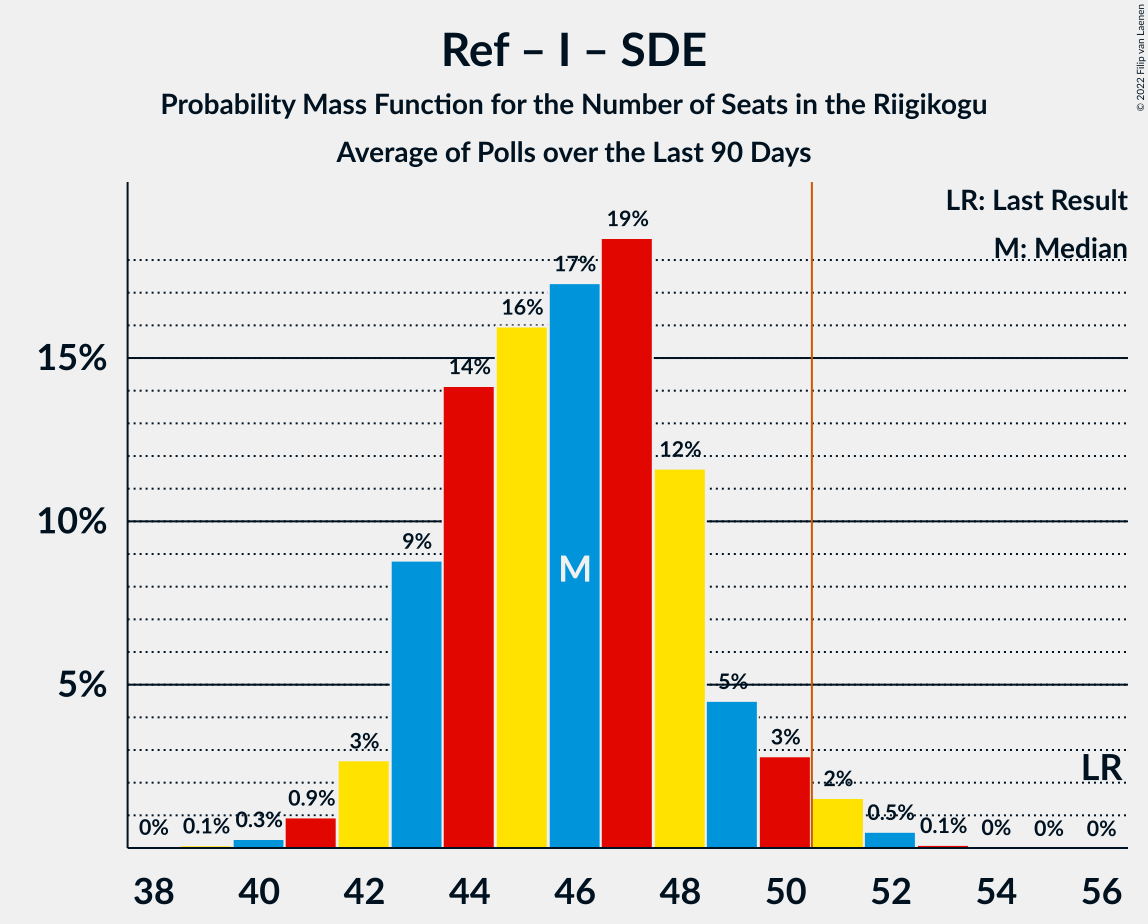 Ref – I – SDE
Probability Mass Function for the Number of Seats in the Riigikogu
Average of Polls over the Last 90 Days
© 2022 Filip van Laenen
LR: Last Result
M: Median
15%
10%
5%
0%
0.1%
0.3%
0.9%
3%
9%
14%
16%
17%
19%
12%
5%
3%
2%
0.5%
0.1%
0%
0%
0%
M
LR
38 40 42 44 46 48 50 52 54 56